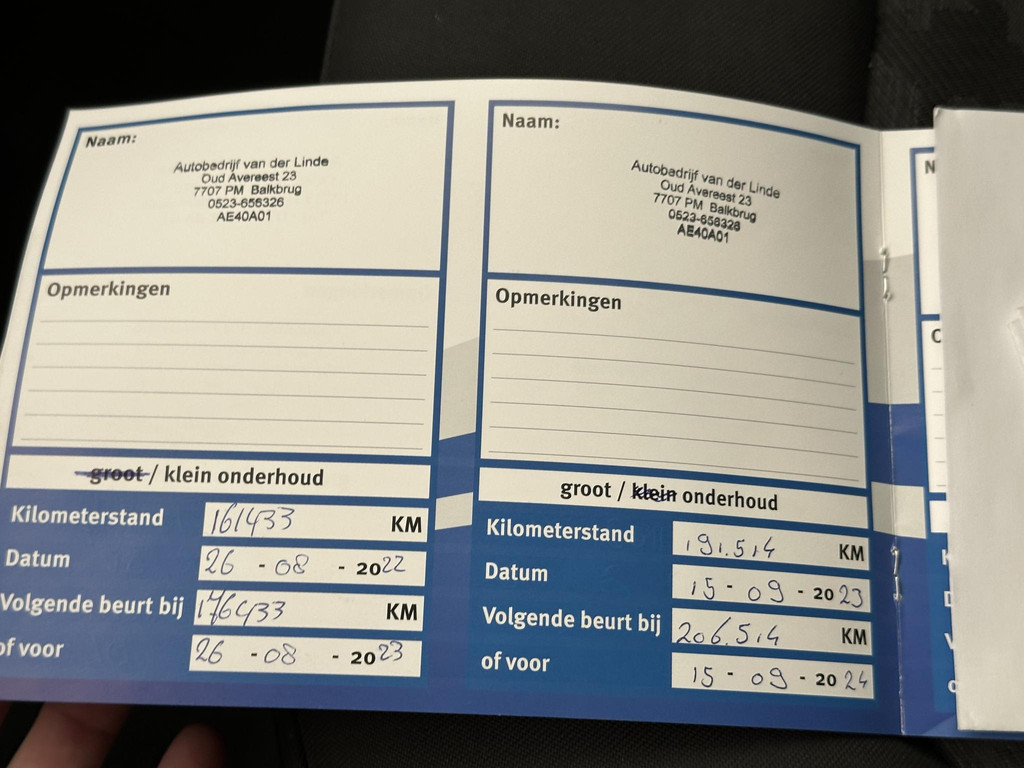 Naam:
Autobedrijf van der Linde
Oud Avereest 23
7707 PM Balkbrug
0523-656326
AE40A01
Opmerkingen
groot / klein onderhoud
Kilometerstand 161433 KM
Datum 26 - 08 - 2022
Volgende beurt bij 176433 KM
of voor 26 - 08 - 2023
Naam:
Autobedrijf van der Linde
Oud Avereest 23
7707 PM Balkbrug
0523-656326
AE40A01
Opmerkingen
groot / klein onderhoud
Kilometerstand 191.514 KM
Datum 15 - 09 - 2023
Volgende beurt bij 206.514 KM
of voor 15 - 09 - 2024